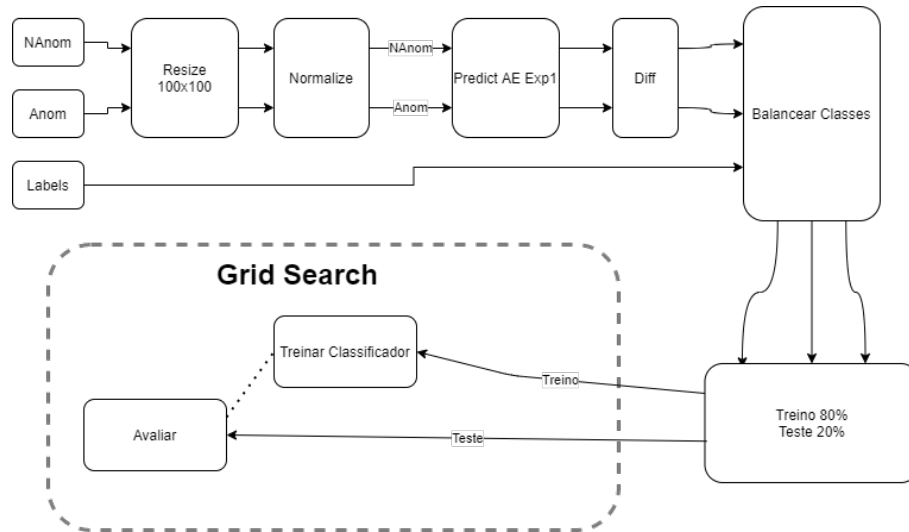 NAnom
Resize
100x100
Normalize
NAnom
Predict AE Exp1
Diff
Balancear Classes
Anom
Anom
Labels
Grid Search
Treinar Classificador
Treino
Treino 80%
Teste 20%
Avaliar
Teste